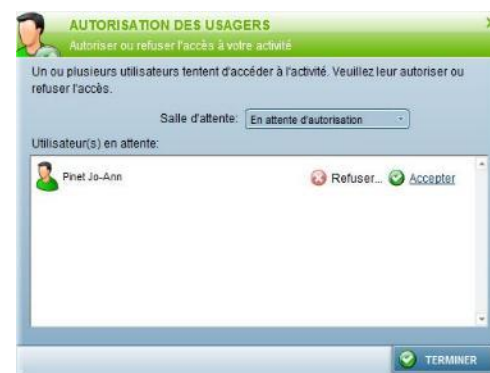 AUTORISATION DES USAGERS
Autoriser ou refuser l'accès à votre activité
Un ou plusieurs utilisateurs tentent d'accéder à l'activité. Veuillez leur autoriser ou
refuser l'accès.
Salle d'attente: En attente d'autorisation
Utilisateur(s) en attente:
Pinet Jo-Ann Refuser... Accepter
TERMINER